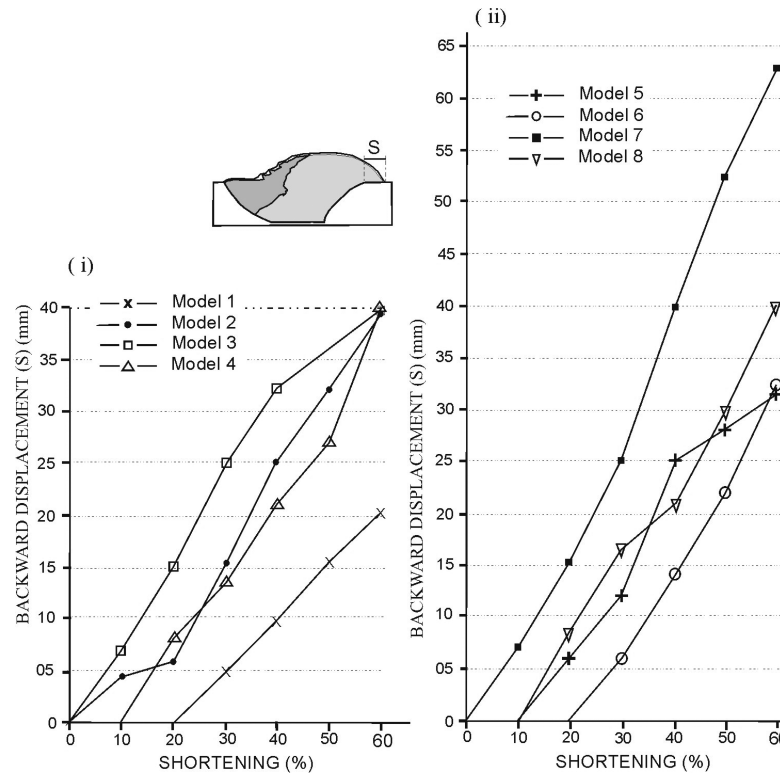 ( ii)
S
( i)
BACKWARD DISPLACEMENT (S) (mm)
40
35
30
25
20
15
10
05
0
Model 1
Model 2
Model 3
Model 4
0 10 20 30 40 50 60
SHORTENING (%)
BACKWARD DISPLACEMENT (S) (mm)
65
60
55
50
45
40
35
30
25
20
15
10
05
0
Model 5
Model 6
Model 7
Model 8
0 10 20 30 40 50 60
SHORTENING (%)